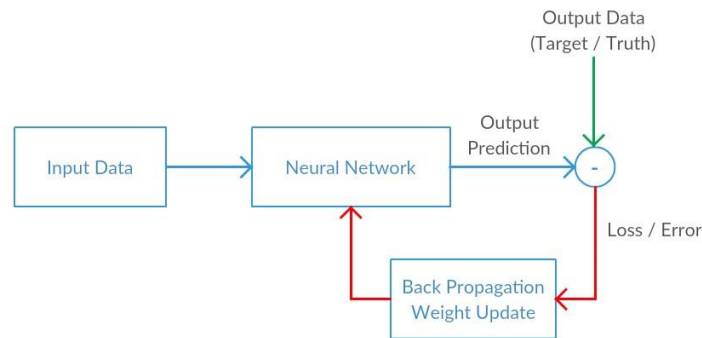 Output Data
(Target / Truth)
Input Data
Neural Network
Output
Prediction
-
Loss / Error
Back Propagation
Weight Update